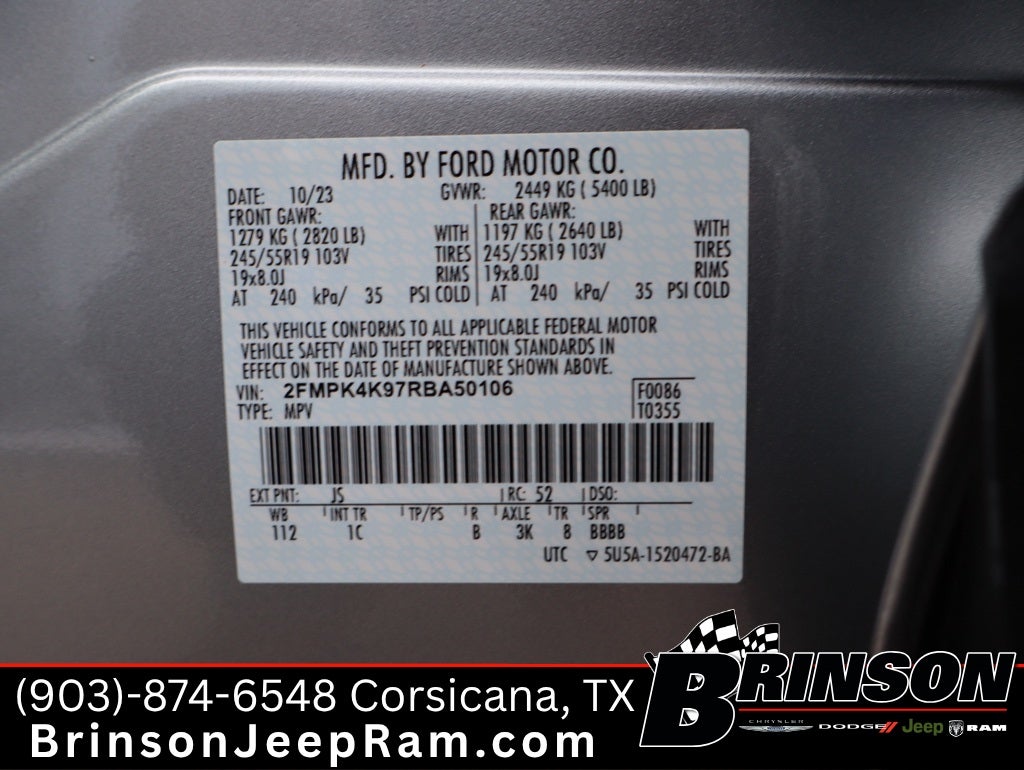 MFD. BY FORD MOTOR CO.
DATE: 10/23 GVWR: 2449 KG ( 5400 LB)
FRONT GAWR: REAR GAWR:
1279 KG ( 2820 LB) WITH 1197 KG ( 2640 LB) WITH
245/55R19 103V TIRES 245/55R19 103V TIRES
19x8.0J RIMS 19x8.0J RIMS
AT 240 kPa/ 35 PSI COLD AT 240 kPa/ 35 PSI COLD
THIS VEHICLE CONFORMS TO ALL APPLICABLE FEDERAL MOTOR
VEHICLE SAFETY AND THEFT PREVENTION STANDARDS IN
EFFECT ON THE DATE OF MANUFACTURE SHOWN ABOVE.
VIN: 2FMPK4K97RBA50106 F0086
TYPE: MPV T0355
EXT PNT: JS RC: 52 DSO:
WB INT TR TP/PS R AXLE TR SPR
112 1C B 3K 8 BBBB
UTC ▽ 5U5A-1520472-BA
BRINSON
CHRYSLER DODGE// Jeep RAM
(903)-874-6548 Corsicana, TX
BrinsonJeepRam.com